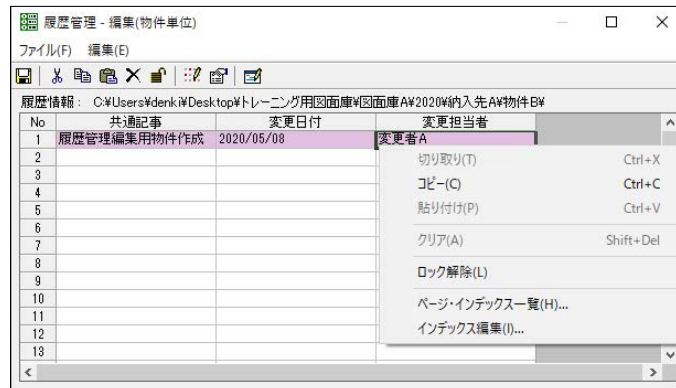 履歴管理 - 編集(物件単位)
ファイル(F) 編集(E)
履歴情報： C:¥Users¥denki¥Desktop¥トレーニング用図面庫¥図面庫A¥2020¥納入先A¥物件B¥
No 共通記事 変更日付 変更担当者
1 履歴管理編集用物件作成 2020/05/08 変更者A
2
3
4
5
6
7
8
9
10
11
12
13
切り取り(T) Ctrl+X
コピー(C) Ctrl+C
貼り付け(P) Ctrl+V
クリア(A) Shift+Del
ロック解除(L)
ページ・インデックス一覧(H)...
インデックス編集(I)...